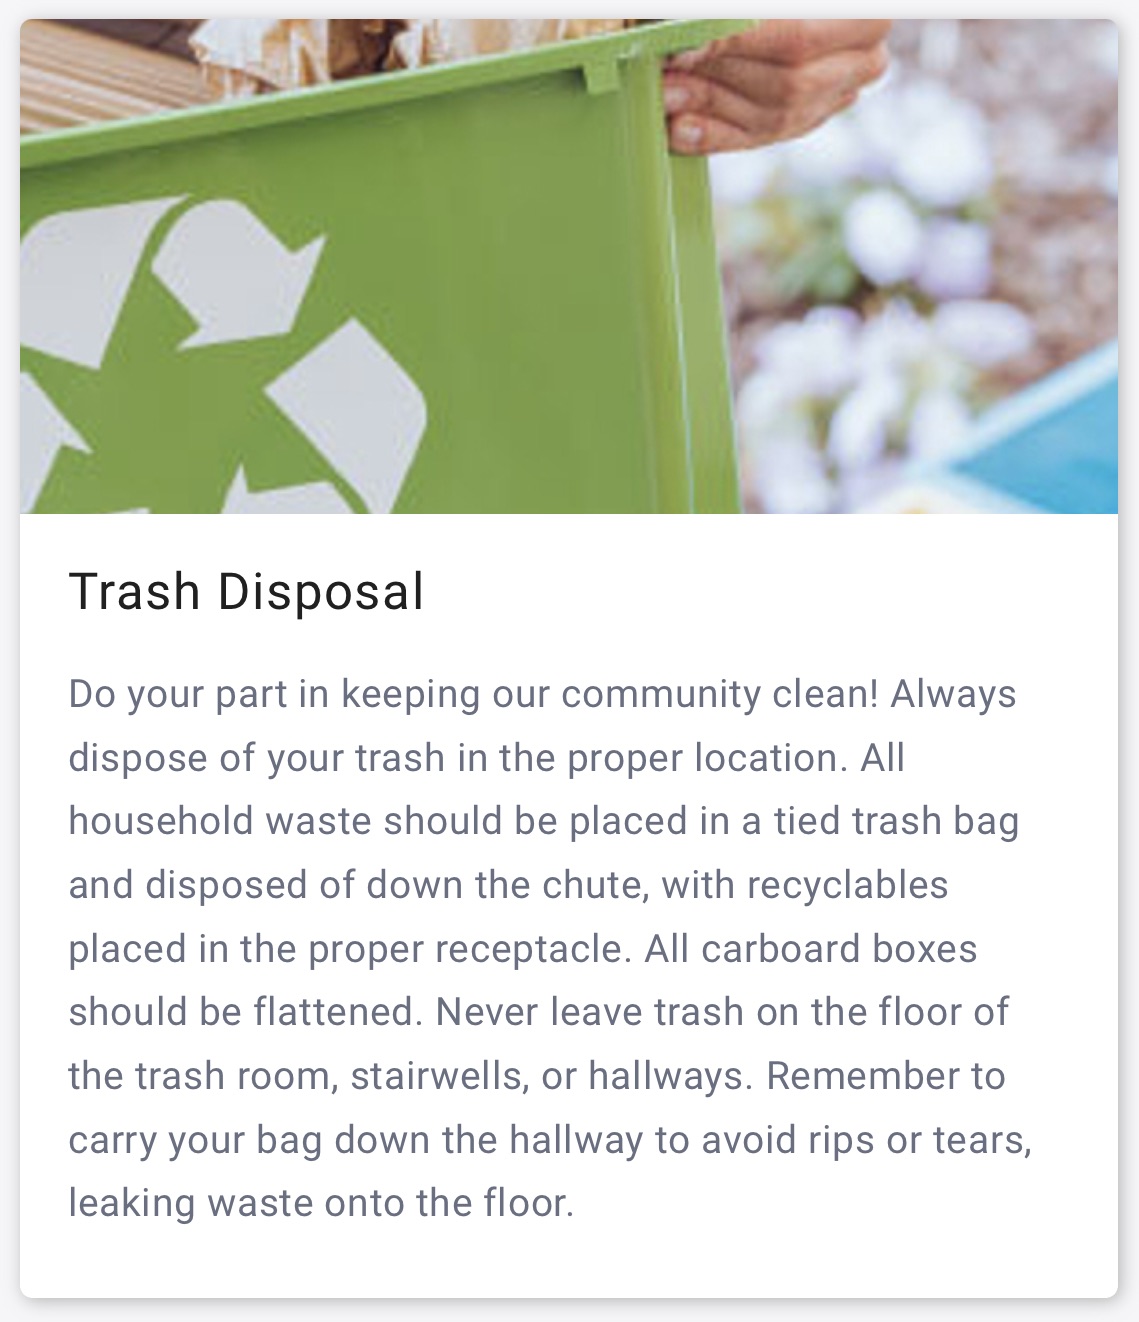 Trash Disposal
Do your part in keeping our community clean! Always
dispose of your trash in the proper location. All
household waste should be placed in a tied trash bag
and disposed of down the chute, with recyclables
placed in the proper receptacle. All carboard boxes
should be flattened. Never leave trash on the floor of
the trash room, stairwells, or hallways. Remember to
carry your bag down the hallway to avoid rips or tears,
leaking waste onto the floor.